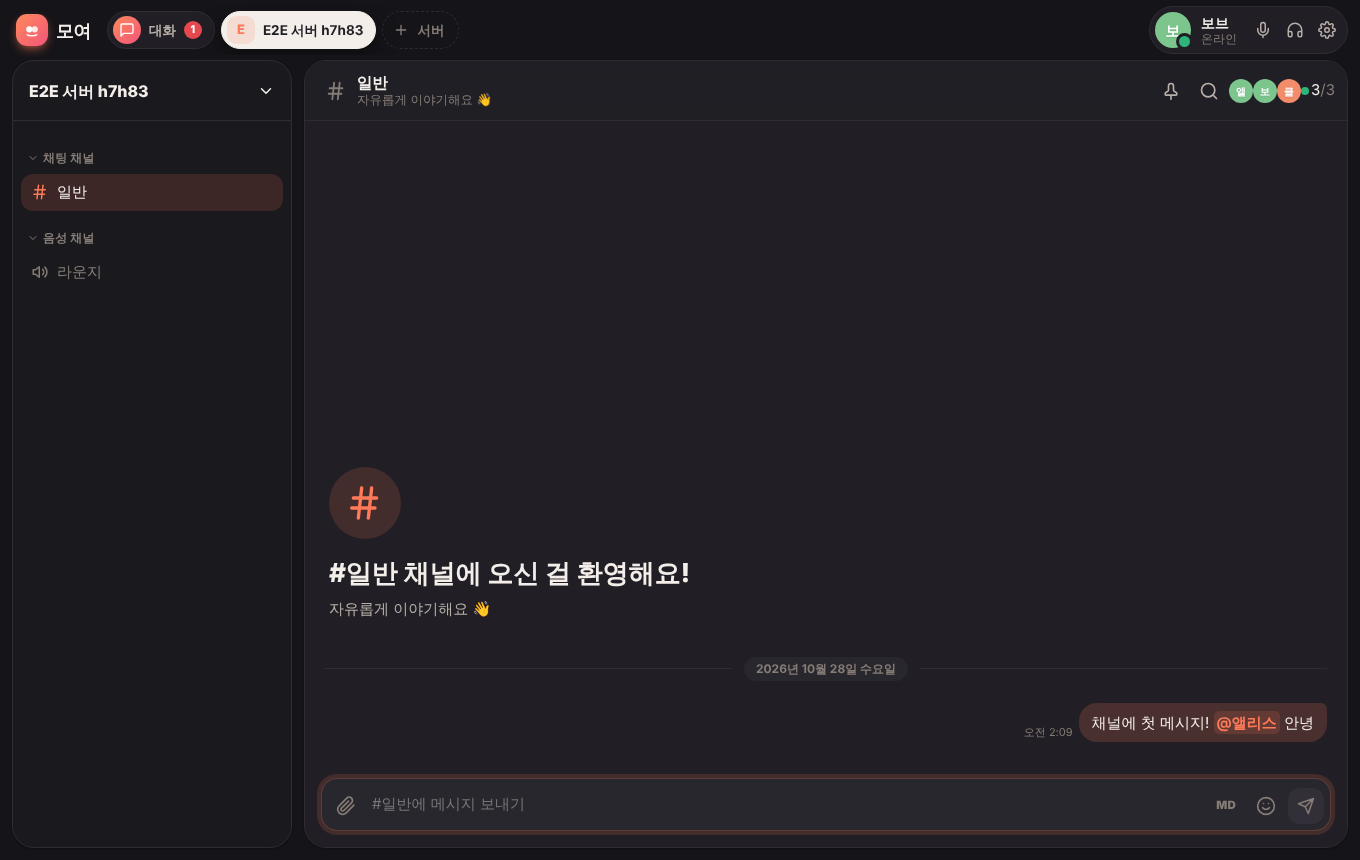 모여
대화 1
E E2E 서버 h7h83
서버
보 보브
온라인
E2E 서버 h7h83
일반
자유롭게 이야기해요 👋
앨 보 클 3/3
채팅 채널
일반
음성 채널
라운지
#일반 채널에 오신 걸 환영해요!
자유롭게 이야기해요 👋
2026년 10월 28일 수요일
오전 2:09 채널에 첫 메시지! @앨리스 안녕
#일반에 메시지 보내기
MD